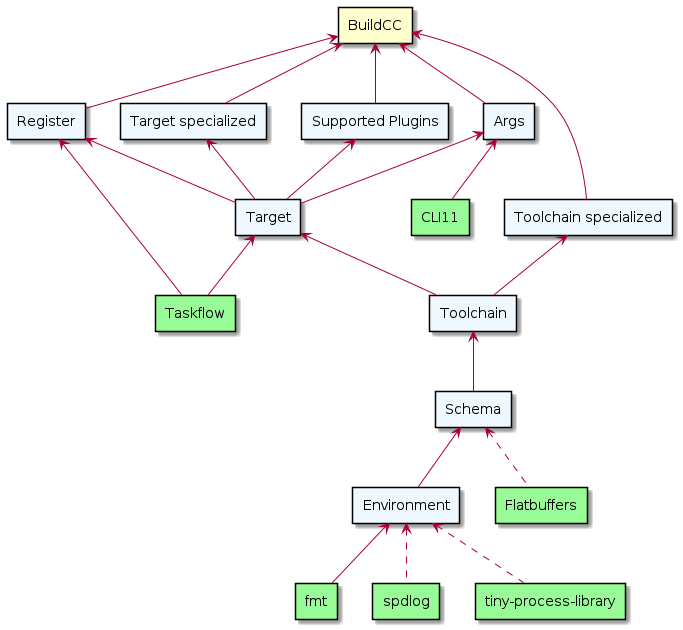 BuildCC
Register
Target specialized
Supported Plugins
Args
Target
CLI11
Toolchain specialized
Taskflow
Toolchain
Schema
Environment
Flatbuffers
fmt
spdlog
tiny-process-library